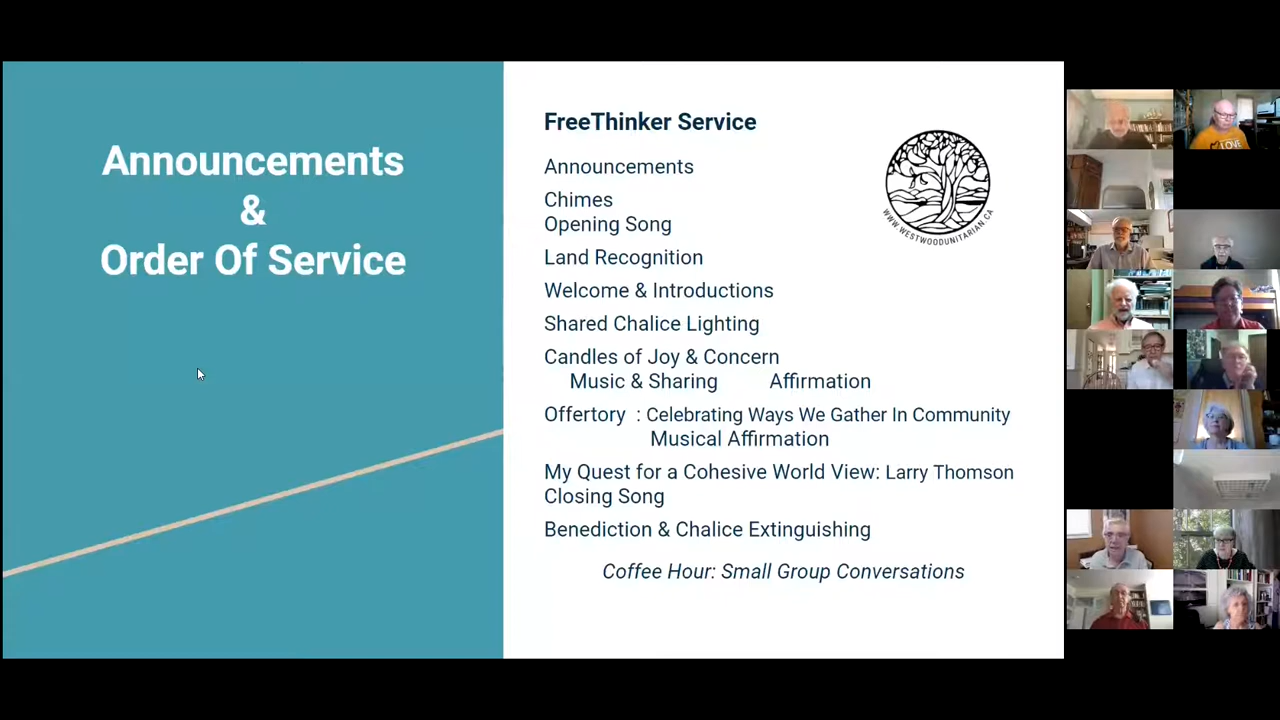 Announcements
&
Order Of Service
FreeThinker Service
Announcements
Chimes
Opening Song
Land Recognition
Welcome & Introductions
Shared Chalice Lighting
Candles of Joy & Concern
Music & Sharing Affirmation
Offertory : Celebrating Ways We Gather In Community
Musical Affirmation
My Quest for a Cohesive World View: Larry Thomson
Closing Song
Benediction & Chalice Extinguishing
Coffee Hour: Small Group Conversations
WWW.WESTWOODUNITARIAN.CA
LOVE